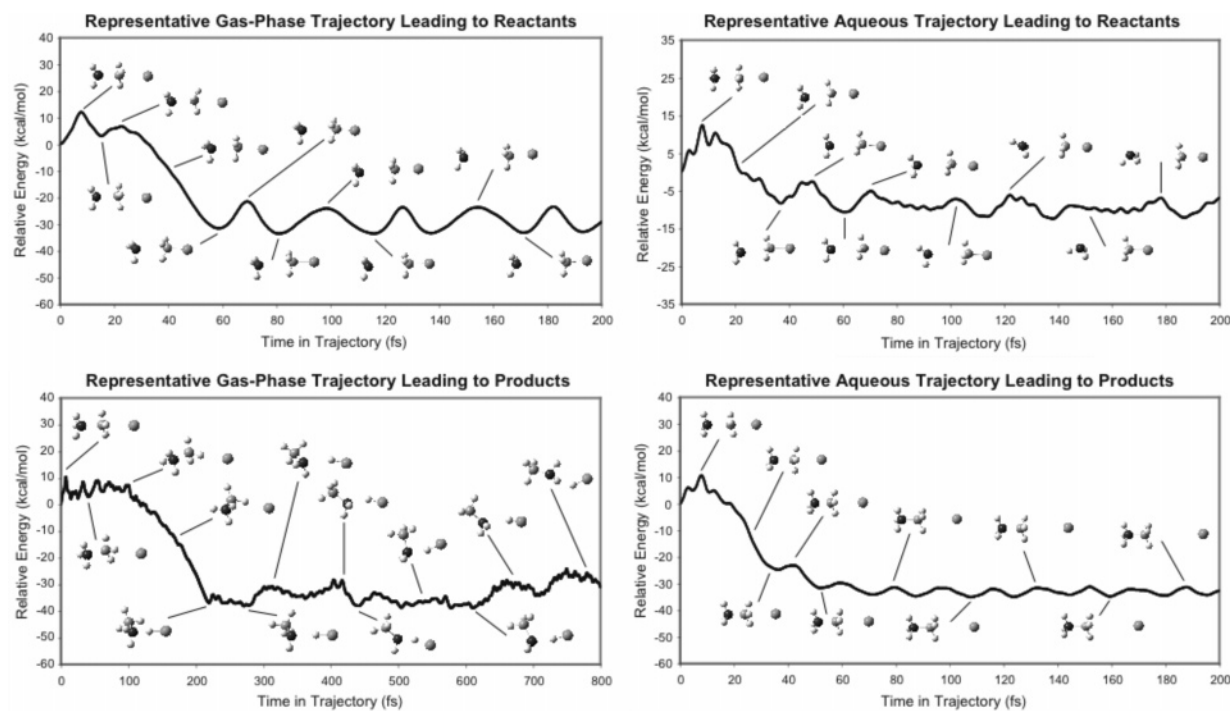 Representative Gas-Phase Trajectory Leading to Reactants
Relative Energy (kcal/mol)
40
30
20
10
0
-10
-20
-30
-40
-50
-60
0 20 40 60 80 100 120 140 160 180 200
Time in Trajectory (fs)
Representative Aqueous Trajectory Leading to Reactants
Relative Energy (kcal/mol)
35
25
15
5
-5
-15
-25
-35
0 20 40 60 80 100 120 140 160 180 200
Time in Trajectory (fs)
Representative Gas-Phase Trajectory Leading to Products
Relative Energy (kcal/mol)
40
30
20
10
0
-10
-20
-30
-40
-50
-60
0 100 200 300 400 500 600 700 800
Time in Trajectory (fs)
Representative Aqueous Trajectory Leading to Products
Relative Energy (kcal/mol)
40
30
20
10
0
-10
-20
-30
-40
-50
-60
0 20 40 60 80 100 120 140 160 180 200
Time in Trajectory (fs)